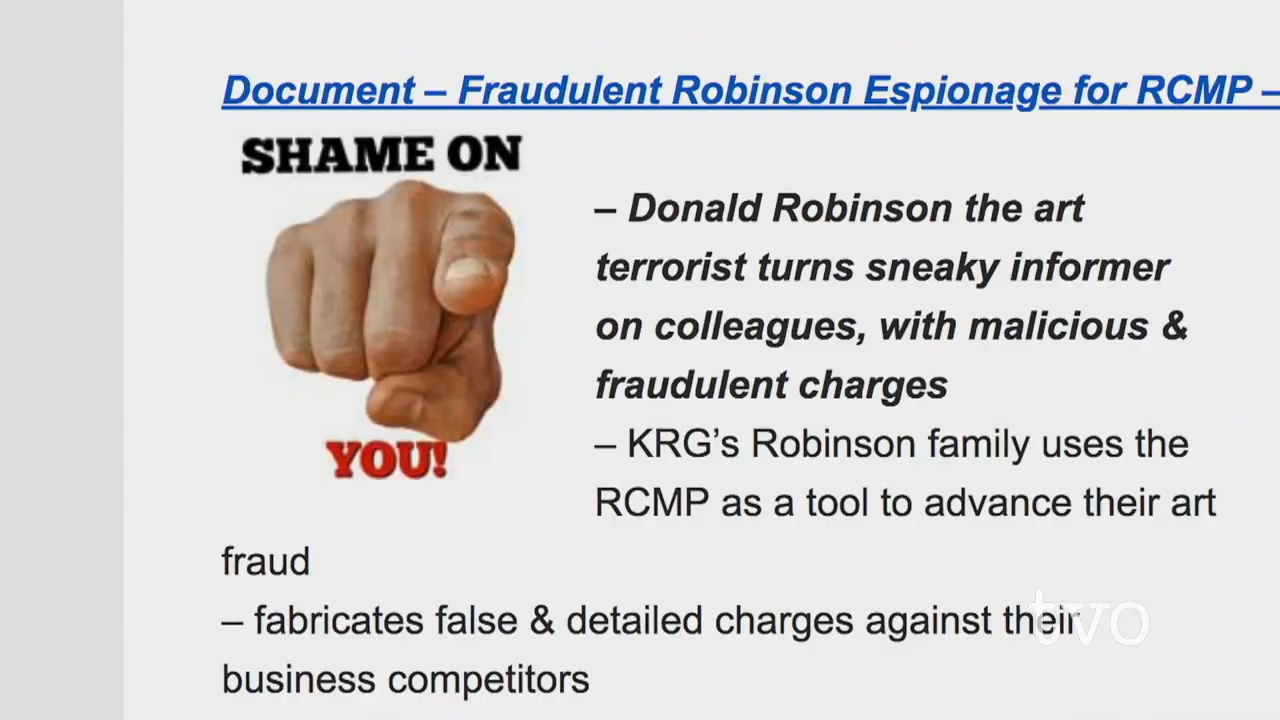 Document – Fraudulent Robinson Espionage for RCMP –
SHAME ON
YOU!
– Donald Robinson the art
terrorist turns sneaky informer
on colleagues, with malicious &
fraudulent charges
– KRG’s Robinson family uses the
RCMP as a tool to advance their art
fraud
– fabricates false & detailed charges against their
business competitors
tvo